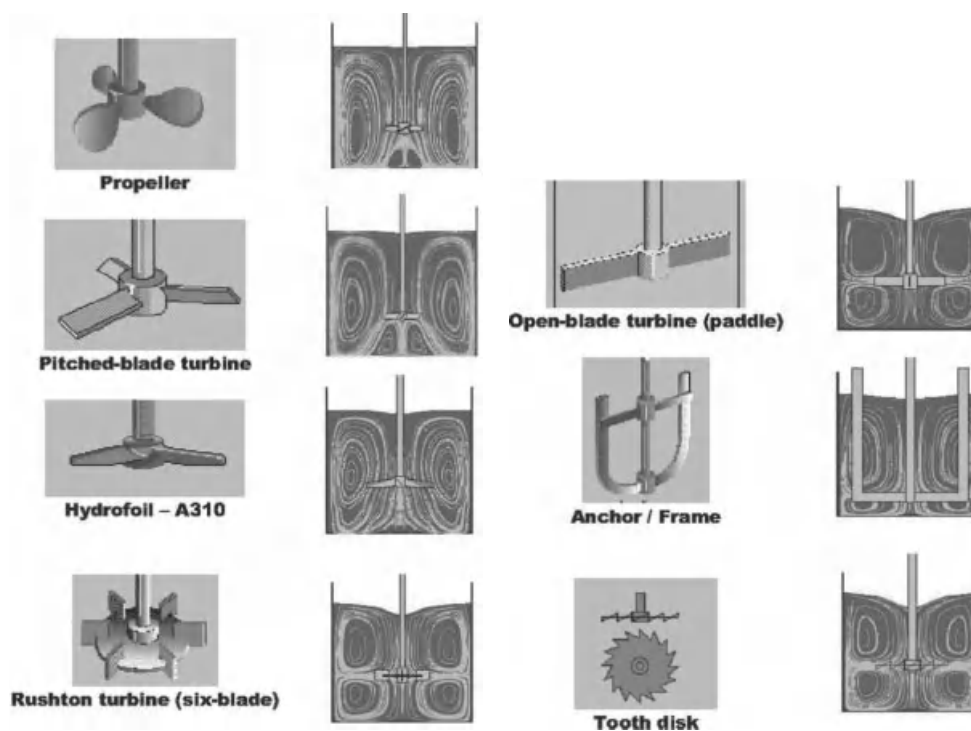 Propeller
Pitched-blade turbine
Hydrofoil – A310
Rushton turbine (six-blade)
Open-blade turbine (paddle)
Anchor / Frame
Tooth disk